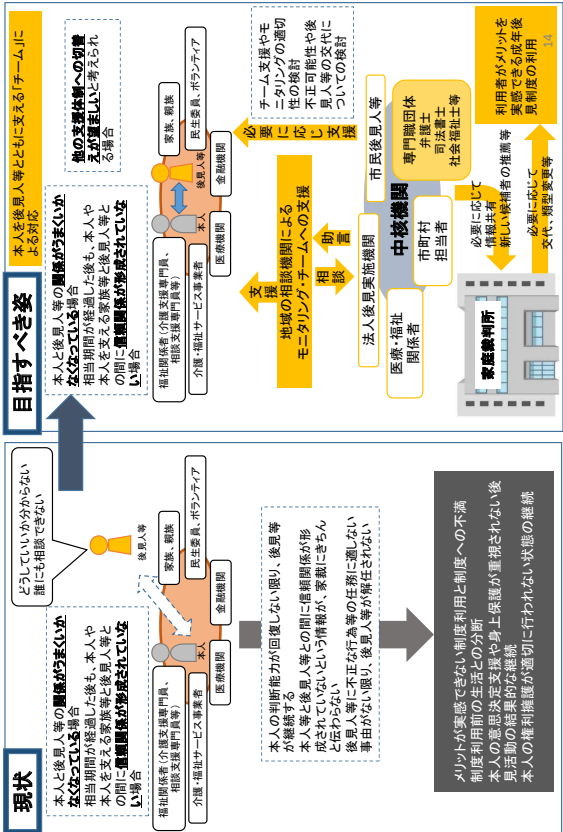 現状
本人と後見人等の関係がうまくいか
なくなっている場合
相当期間が経過した後も、本人や
本人を支える家族等と後見人等と
の間に信頼関係が形成されていな
い場合
どうしていいか分からない
誰にも相談できない
後見人等
家族、親族
民生委員、ボランティア
本人
福祉関係者(介護支援専門員、
相談支援専門員等)
介護・福祉サービス事業者
金融機関
医療機関
本人の判断能力が回復しない限り、後見等
が継続する
本人等と後見人等との間に信頼関係が形
成されていないという情報が、家裁にきちん
と伝わらない
後見人等に不正な行為等の任務に適しない
事由がない限り、後見人等が解任されない
メリットが実感できない制度利用と制度への不満
制度利用前の生活との分断
本人の意思決定支援や身上保護が重視されない後
見活動の結果的な継続
本人の権利擁護が適切に行われない状態の継続
目指すべき姿
本人を後見人等とともに支える「チーム」に
よる対応
本人と後見人等の関係がうまくいか
なくなっている場合
相当期間が経過した後も、本人や
本人を支える家族等と後見人等と
の間に信頼関係が形成されていな
い場合
他の支援体制への切替
えが望ましいと考えられ
る場合
家族、親族
民生委員、ボランティア
後見人等
本人
福祉関係者(介護支援専門員、
相談支援専門員等)
介護・福祉サービス事業者
金融機関
医療機関
チーム支援やモ
ニタリングの適切
性の検討
不正可能性や後
見人等の交代に
ついての検討
支援
地域の相談機関による
モニタリング・チームへの支援
必要に応じ支援
相談
助言
法人後見実施機関
市民後見人等
中核機関
医療・福祉
関係者
市町村
担当者
専門職団体
弁護士
司法書士
社会福祉士等
必要に応じて
情報共有
新しい候補者の推薦等
必要に応じて
交代、類型変更等
家庭裁判所
利用者がメリットを
実感できる成年後
見制度の利用
14